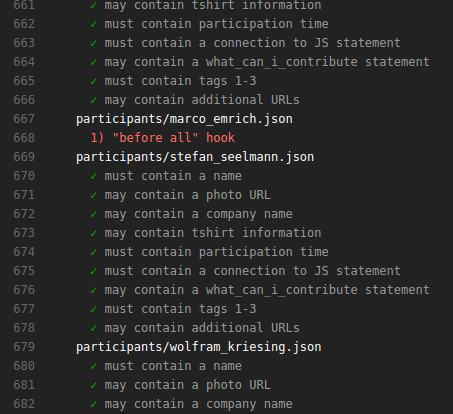 661 ✓ may contain tshirt information
662 ✓ must contain participation time
663 ✓ must contain a connection to JS statement
664 ✓ may contain a what_can_i_contribute statement
665 ✓ must contain tags 1-3
666 ✓ may contain additional URLs
667 participants/marco_emrich.json
668 1) "before all" hook
669 participants/stefan_seelmann.json
670 ✓ must contain a name
671 ✓ may contain a photo URL
672 ✓ may contain a company name
673 ✓ may contain tshirt information
674 ✓ must contain participation time
675 ✓ must contain a connection to JS statement
676 ✓ may contain a what_can_i_contribute statement
677 ✓ must contain tags 1-3
678 ✓ may contain additional URLs
679 participants/wolfram_kriesing.json
680 ✓ must contain a name
681 ✓ may contain a photo URL
682 ✓ may contain a company name